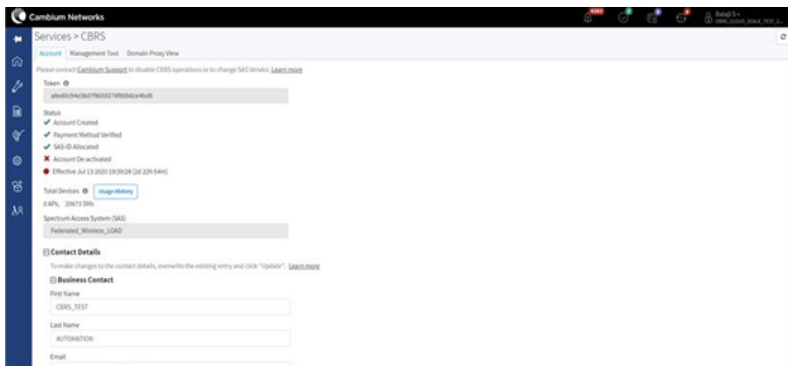 Cambium Networks
Balaji S
Services > CBRS
Account Management Tool Domain Proxy View
Please contact Cambium Support to disable CBRS operations or to change SAS Vendor. Learn more
Token
Status
Account Created
Payment Method Verified
SAS-ID Allocated
Account De-activated
Effective Jul 13 2020 19:39:28 (2d 22h 54m)
Total Devices Usage History
0 APs, 20673 SMs
Spectrum Access System (SAS)
Federated_Wireless_LOAD
Contact Details
To make changes to the contact details, overwrite the existing entry and click "Update". Learn more
Business Contact
First Name
CBRS_TEST
Last Name
AUTOMATION
Email